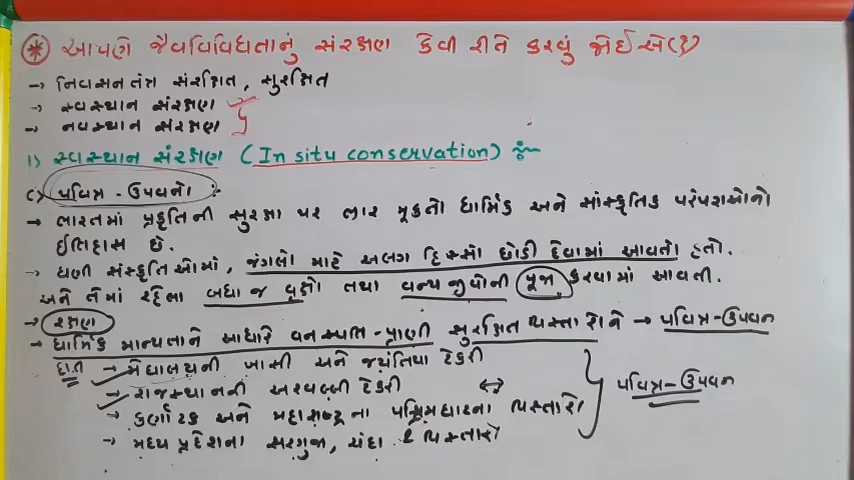 * આપણે જૈવવિવિધતાનું સંરક્ષણ કેવી રીતે કરવું જોઈએ(?)
→ નિવસનતંત્ર સંરક્ષિત, સુરક્ષિત
→ સ્વસ્થાન સંરક્ષણ
→ નવસ્થાન સંરક્ષણ
1) સ્વસ્થાન સંરક્ષણ (In situ conservation)
c) પવિત્ર - ઉપવનો :
→ ભારતમાં પ્રકૃતિની સુરક્ષા પર ભાર મૂકતો ધાર્મિક અને સાંસ્કૃતિક પરંપરાઓનો
ઈતિહાસ છે.
→ ઘણી સંસ્કૃતિઓમાં, જંગલો માટે અલગ હિસ્સો છોડી દેવામાં આવતો હતો.
અને તેમાં રહેલા બધા જ વૃક્ષો તથા વન્યજીવોની પૂજા કરવામાં આવતી.
→ રક્ષણ
→ ધાર્મિક માન્યતાને આધારે વનસ્પતિ-પ્રાણી સુરક્ષિત વિસ્તારોને → પવિત્ર-ઉપવન
દા.ત → મેઘાલયની ખાસી અને જયંતિયા ટેકરી
→ રાજસ્થાનની અરવલ્લી ટેકરી
→ કર્ણાટક અને મહારાષ્ટ્રના પશ્ચિમઘાટના વિસ્તારો
→ મધ્ય પ્રદેશના સરગુજા, ચંદા વિસ્તારો
પવિત્ર-ઉપવન